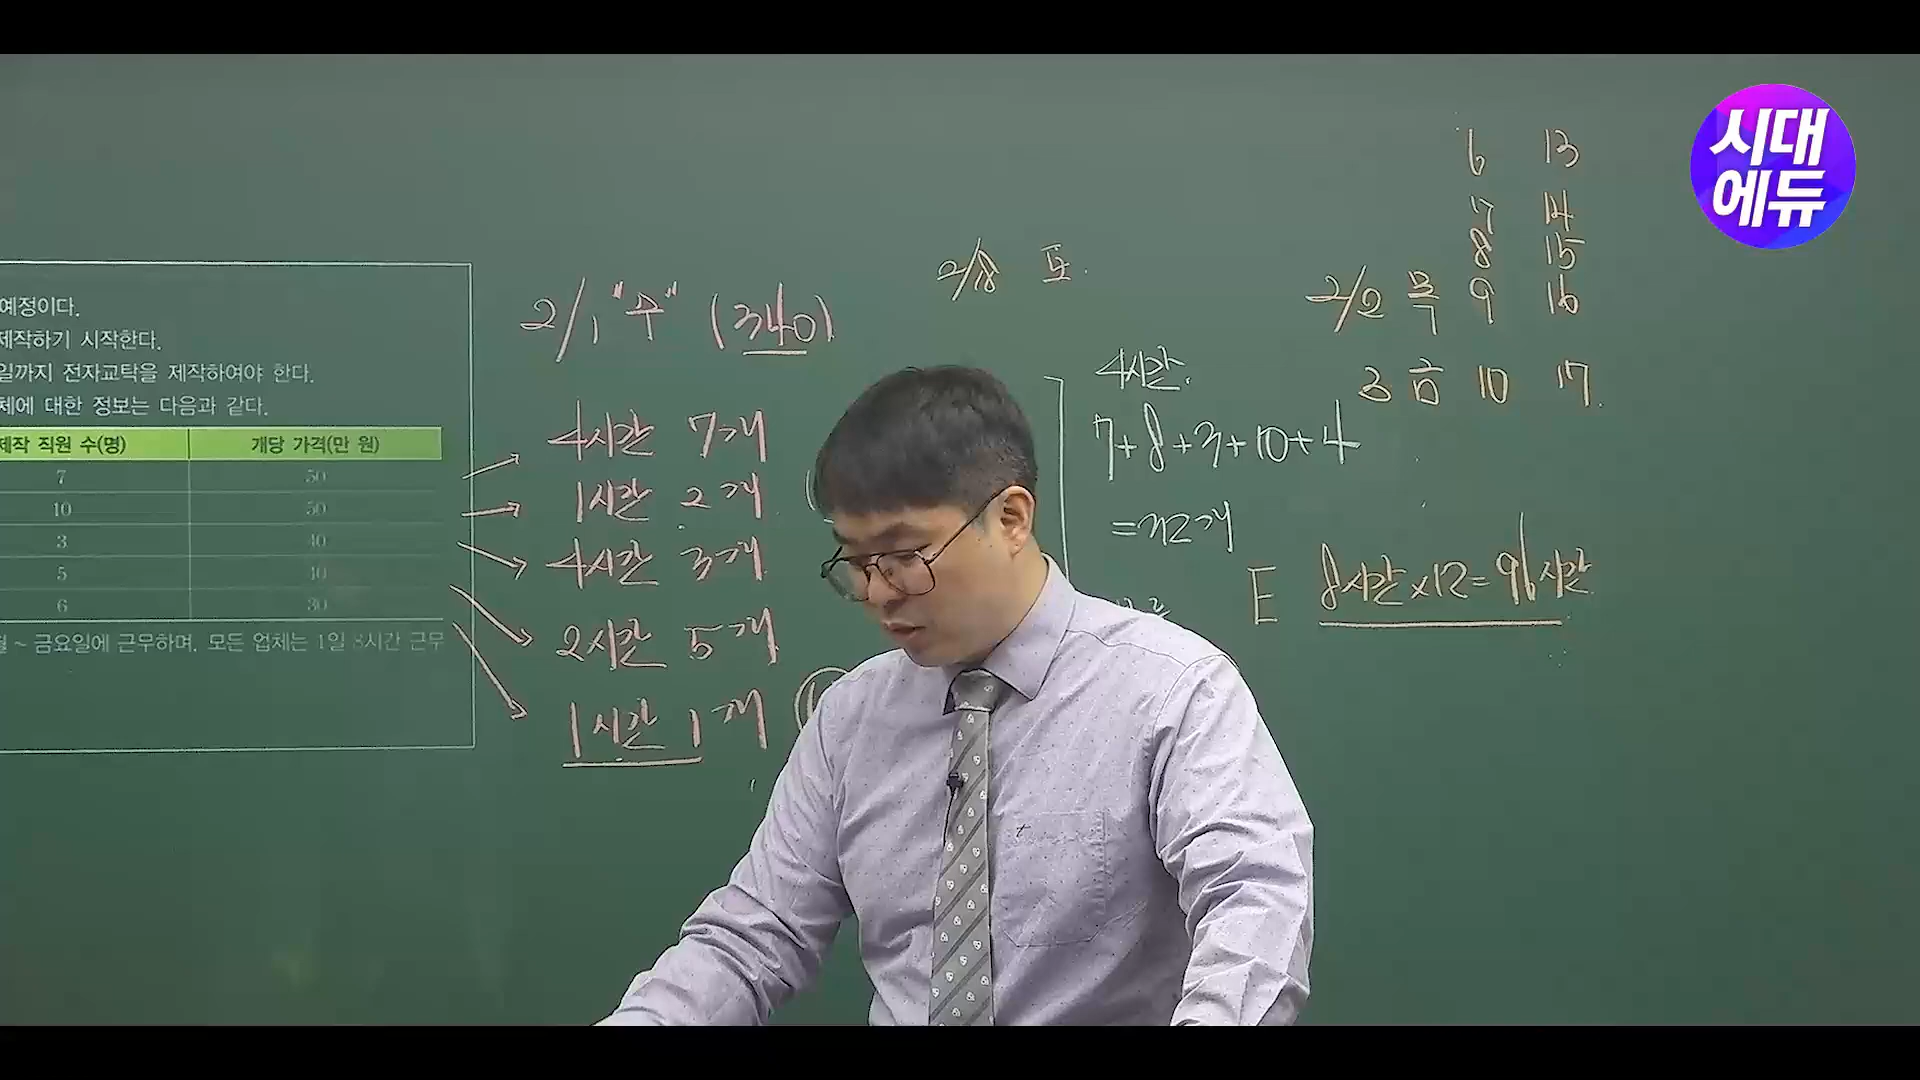 시대
에듀
예정이다.
제작하기 시작한다.
일까지 전자교탁을 제작하여야 한다.
체에 대한 정보는 다음과 같다.
제작 직원 수(명) 개당 가격(만 원)
7 50
10 50
3 40
5 40
6 30
월 ~ 금요일에 근무하며, 모든 업체는 1일 8시간 근무
2/1 "수"
4시간 7개
1시간 2개
4시간 3개
2시간 5개
1시간 1개
토.
4시간.
7+8+3+10+4
=32개
6 13
7 14
8 15
2/2 목 9 16
3 금 10 17.
E 8시간×12=96시간